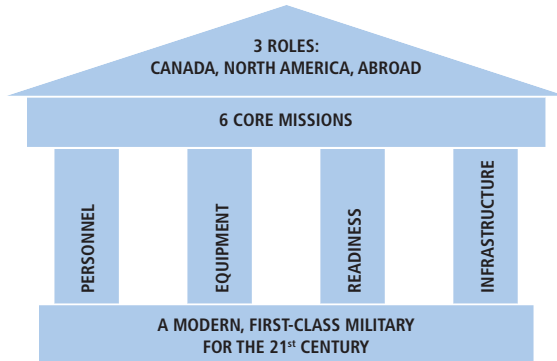 3 ROLES:
CANADA, NORTH AMERICA, ABROAD
6 CORE MISSIONS
PERSONNEL
EQUIPMENT
READINESS
INFRASTRUCTURE
A MODERN, FIRST-CLASS MILITARY
FOR THE 21st CENTURY